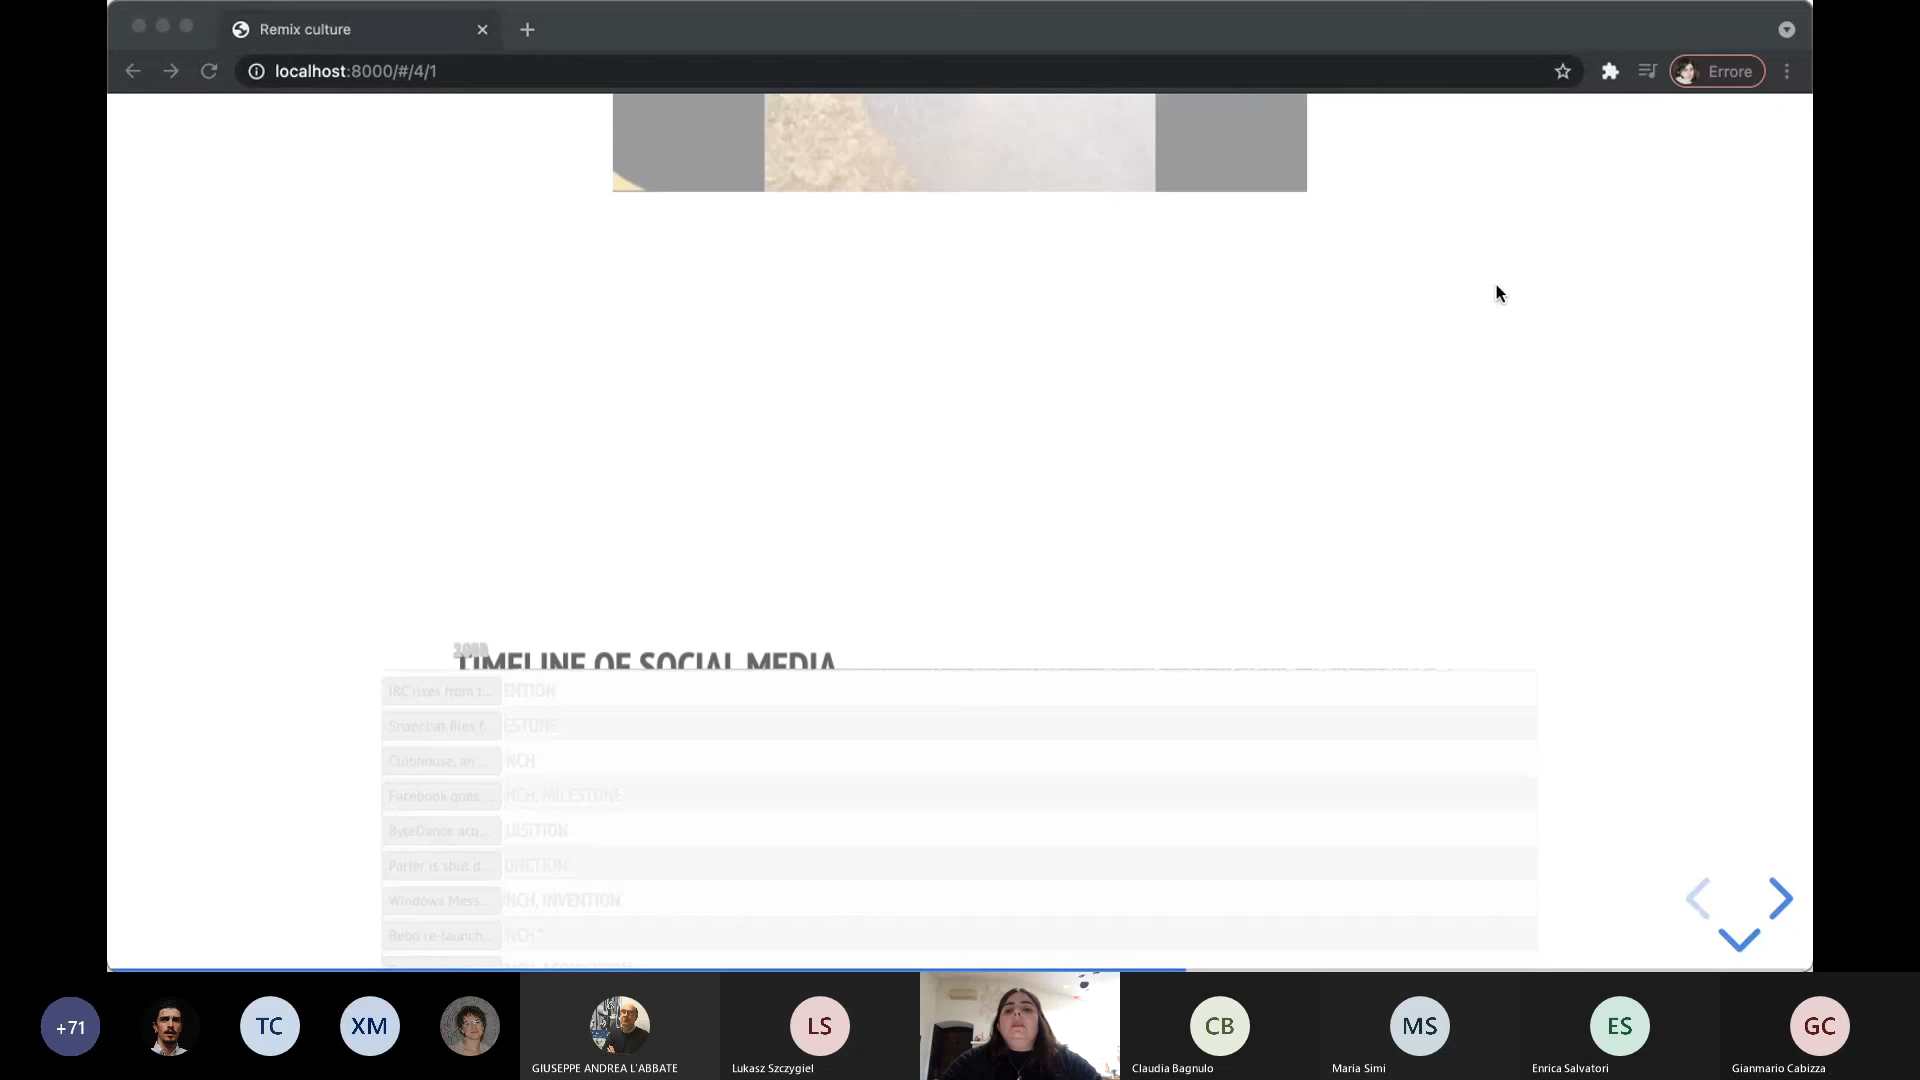 Remix culture
localhost:8000/#/4/1
Errore
TIMELINE OF SOCIAL MEDIA
IRC rises from t... ENTION
Snapchat files f... ESTONE
Clubhouse, an ... NCH
Facebook goes ... NCH, MILESTONE
ByteDance acq... UISITION
Parler is shut d... UNCTION
Windows Mess... NCH, INVENTION
Bebo re-launch... NCH
+71
TC
XM
LS
CB
MS
ES
GC
GIUSEPPE ANDREA L'ABBATE
Lukasz Szczygiel
Claudia Bagnulo
Maria Simi
Enrica Salvatori
Gianmario Cabizza